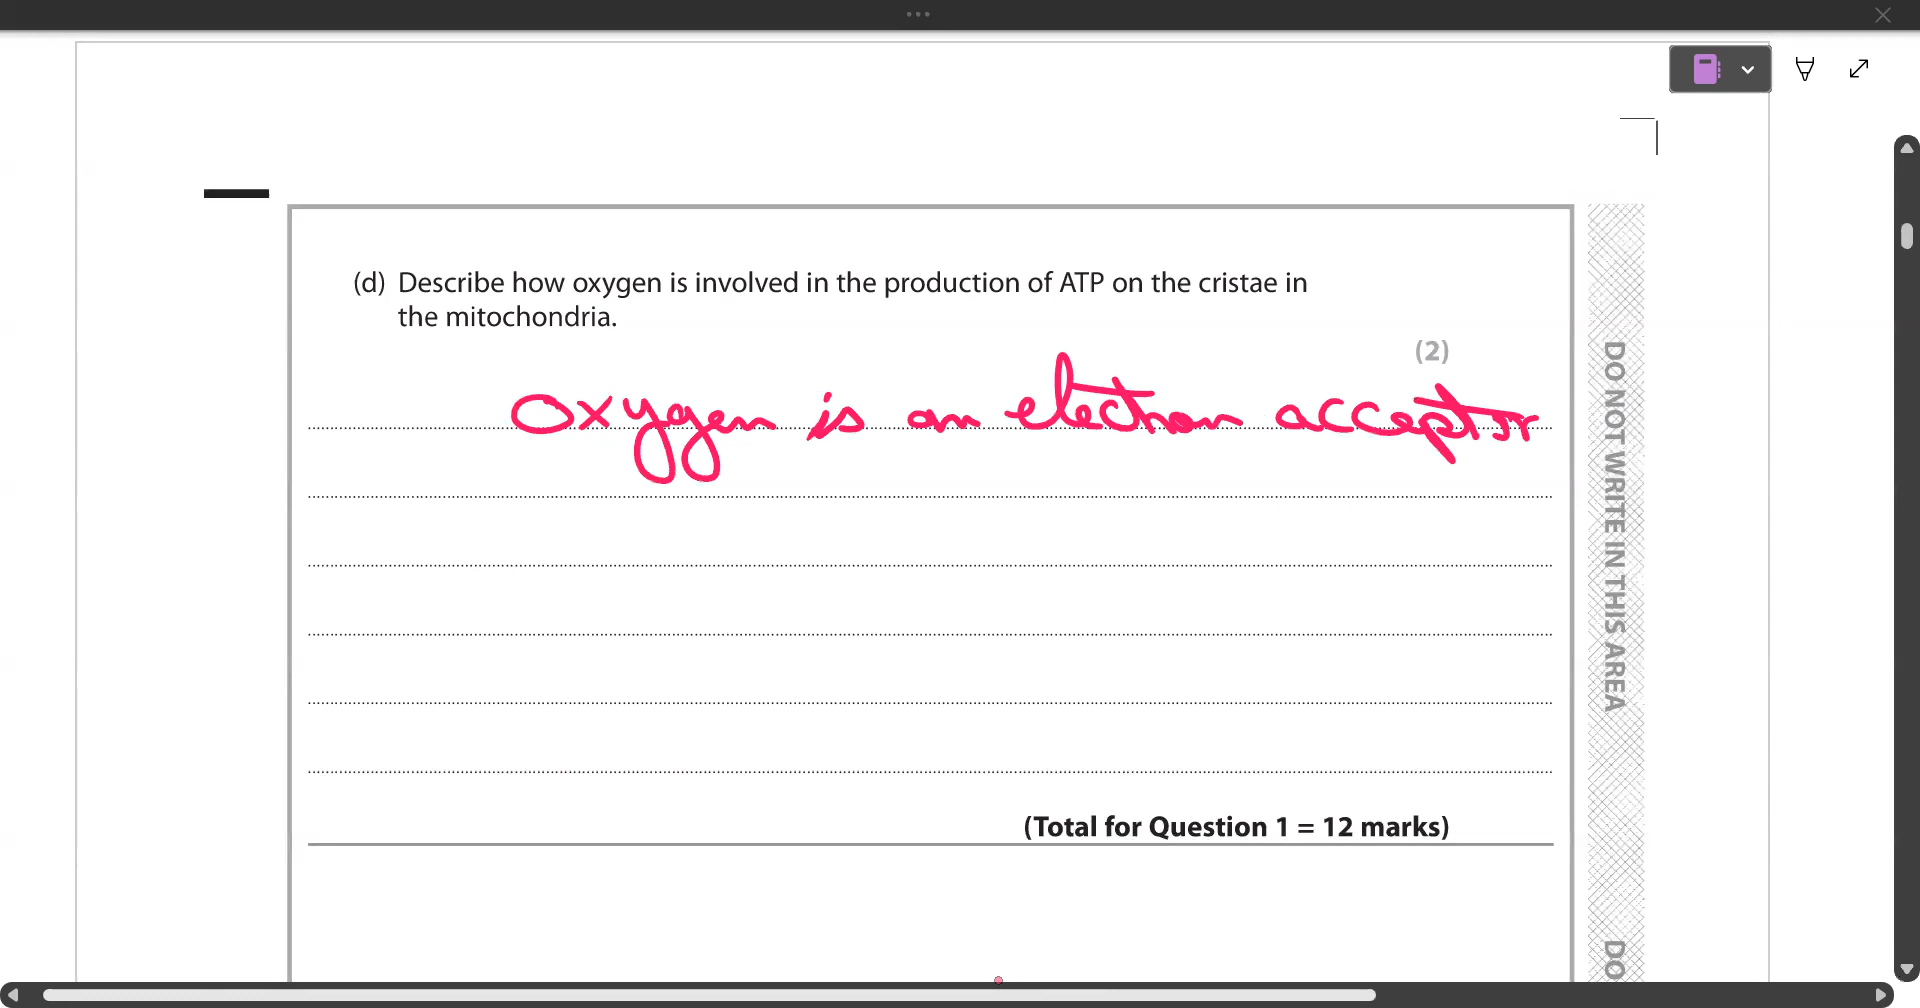 (d) Describe how oxygen is involved in the production of ATP on the cristae in
the mitochondria.
(2)
Oxygen is an electron acceptor
(Total for Question 1 = 12 marks)
DO NOT WRITE IN THIS AREA
DO